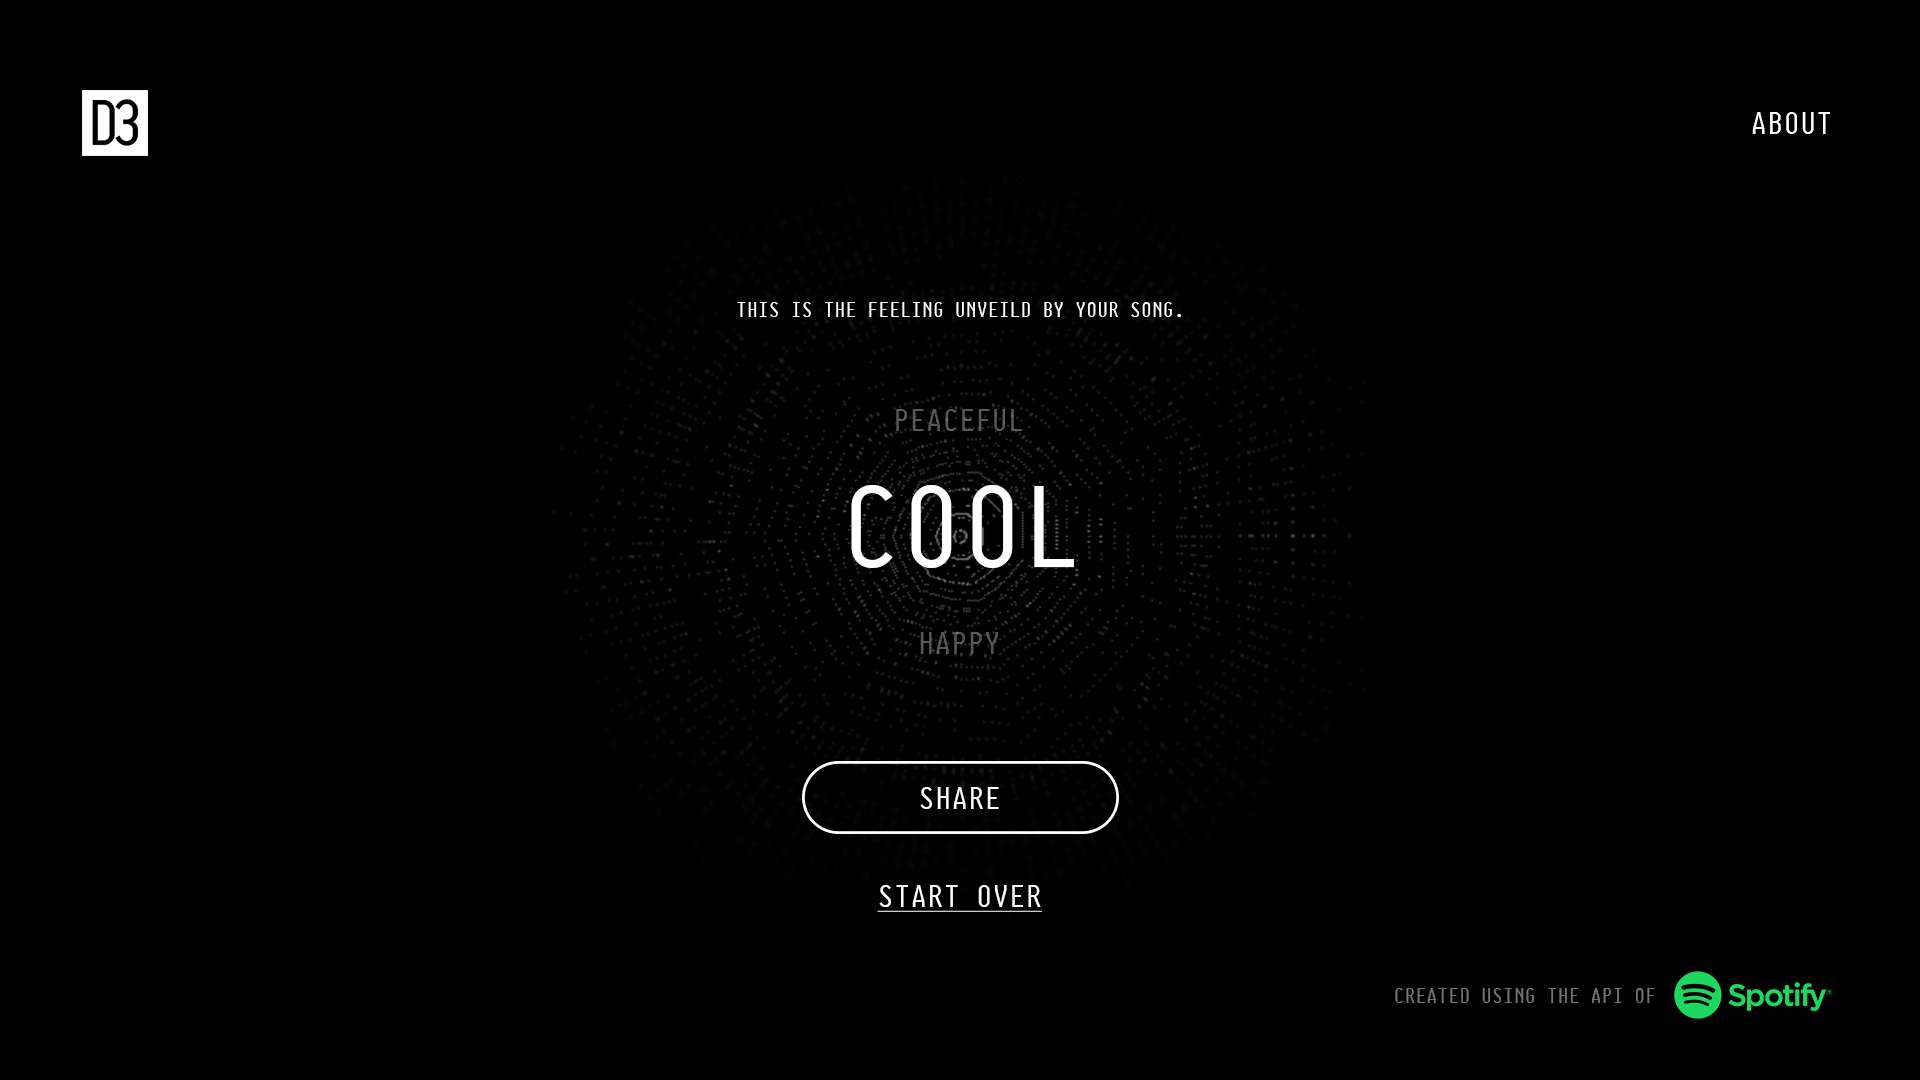 D3
ABOUT
THIS IS THE FEELING UNVEILD BY YOUR SONG.
PEACEFUL
COOL
HAPPY
SHARE
START OVER
CREATED USING THE API OF Spotify®